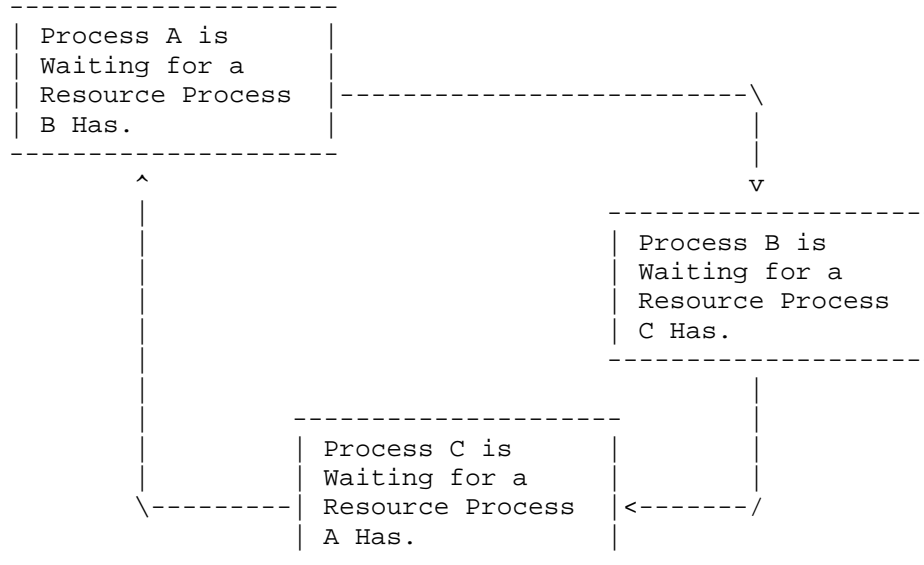 Process A is
Waiting for a
Resource Process
B Has.
Process B is
Waiting for a
Resource Process
C Has.
Process C is
Waiting for a
Resource Process
A Has.